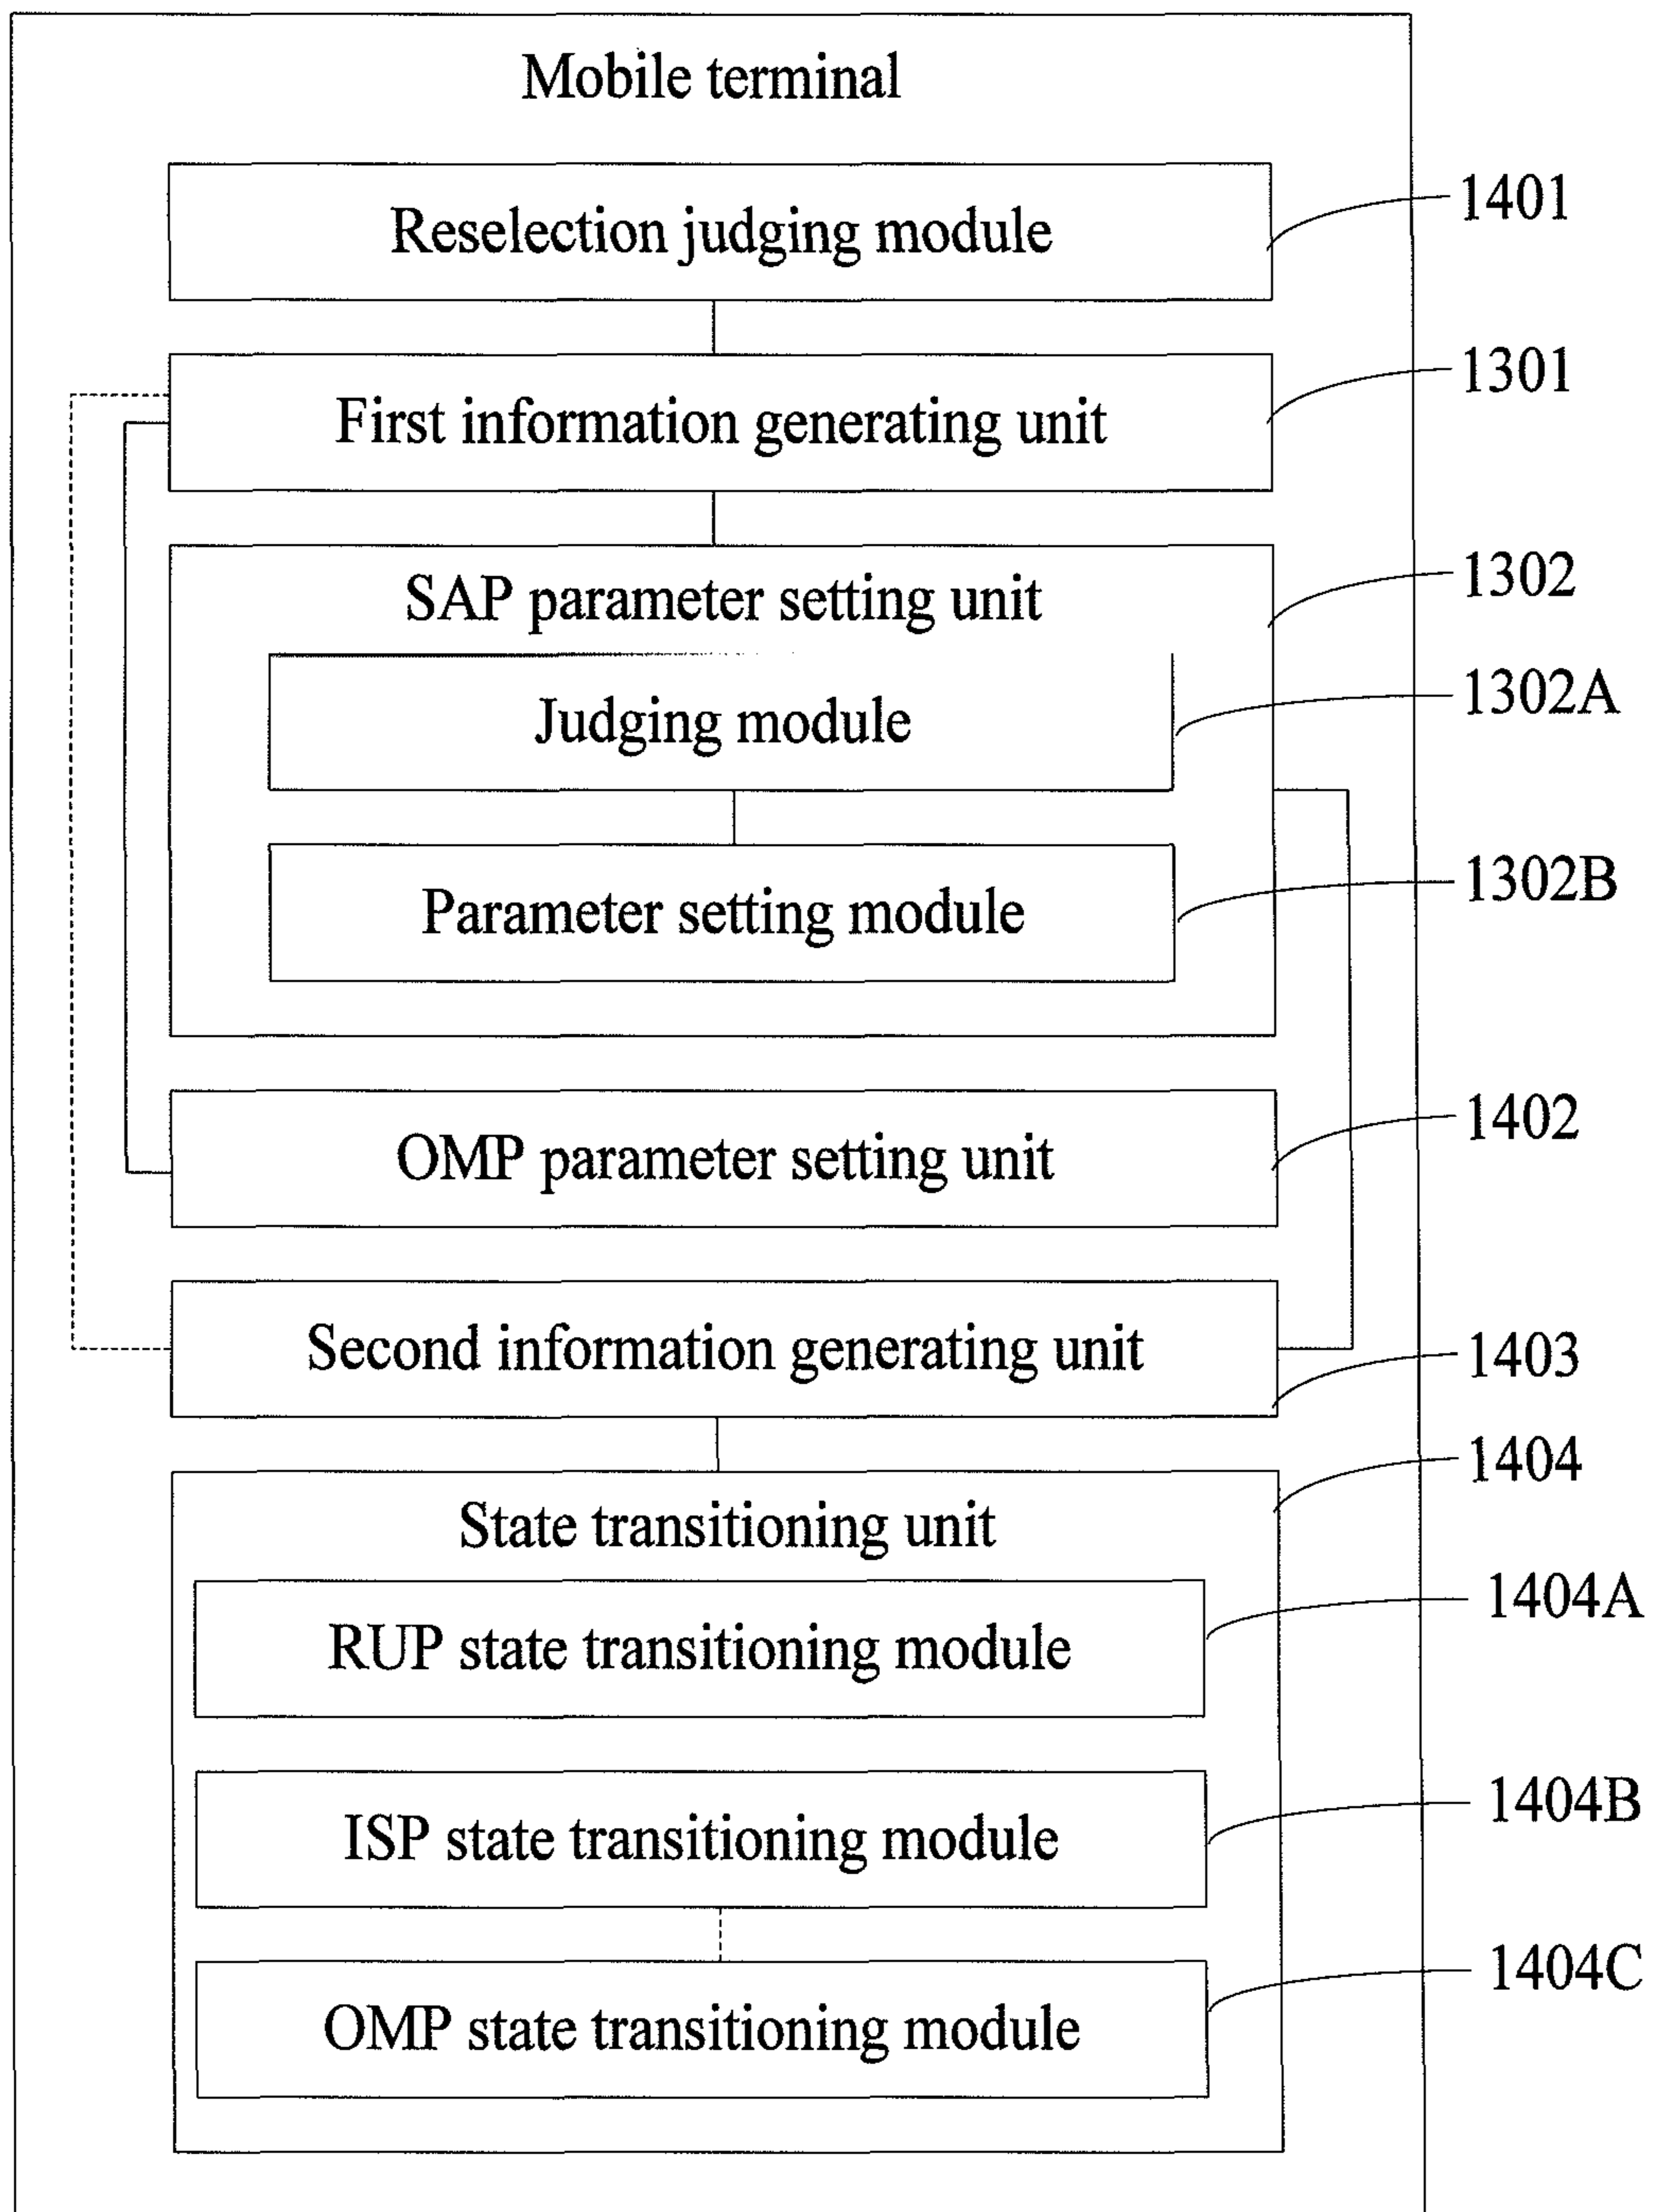 Mobile terminal
Reselection judging module
1401
First information generating unit
1301
SAP parameter setting unit
1302
Judging module
1302A
Parameter setting module
1302B
OMP parameter setting unit
1402
Second information generating unit
1403
State transitioning unit
1404
RUP state transitioning module
1404A
ISP state transitioning module
1404B
OMP state transitioning module
1404C